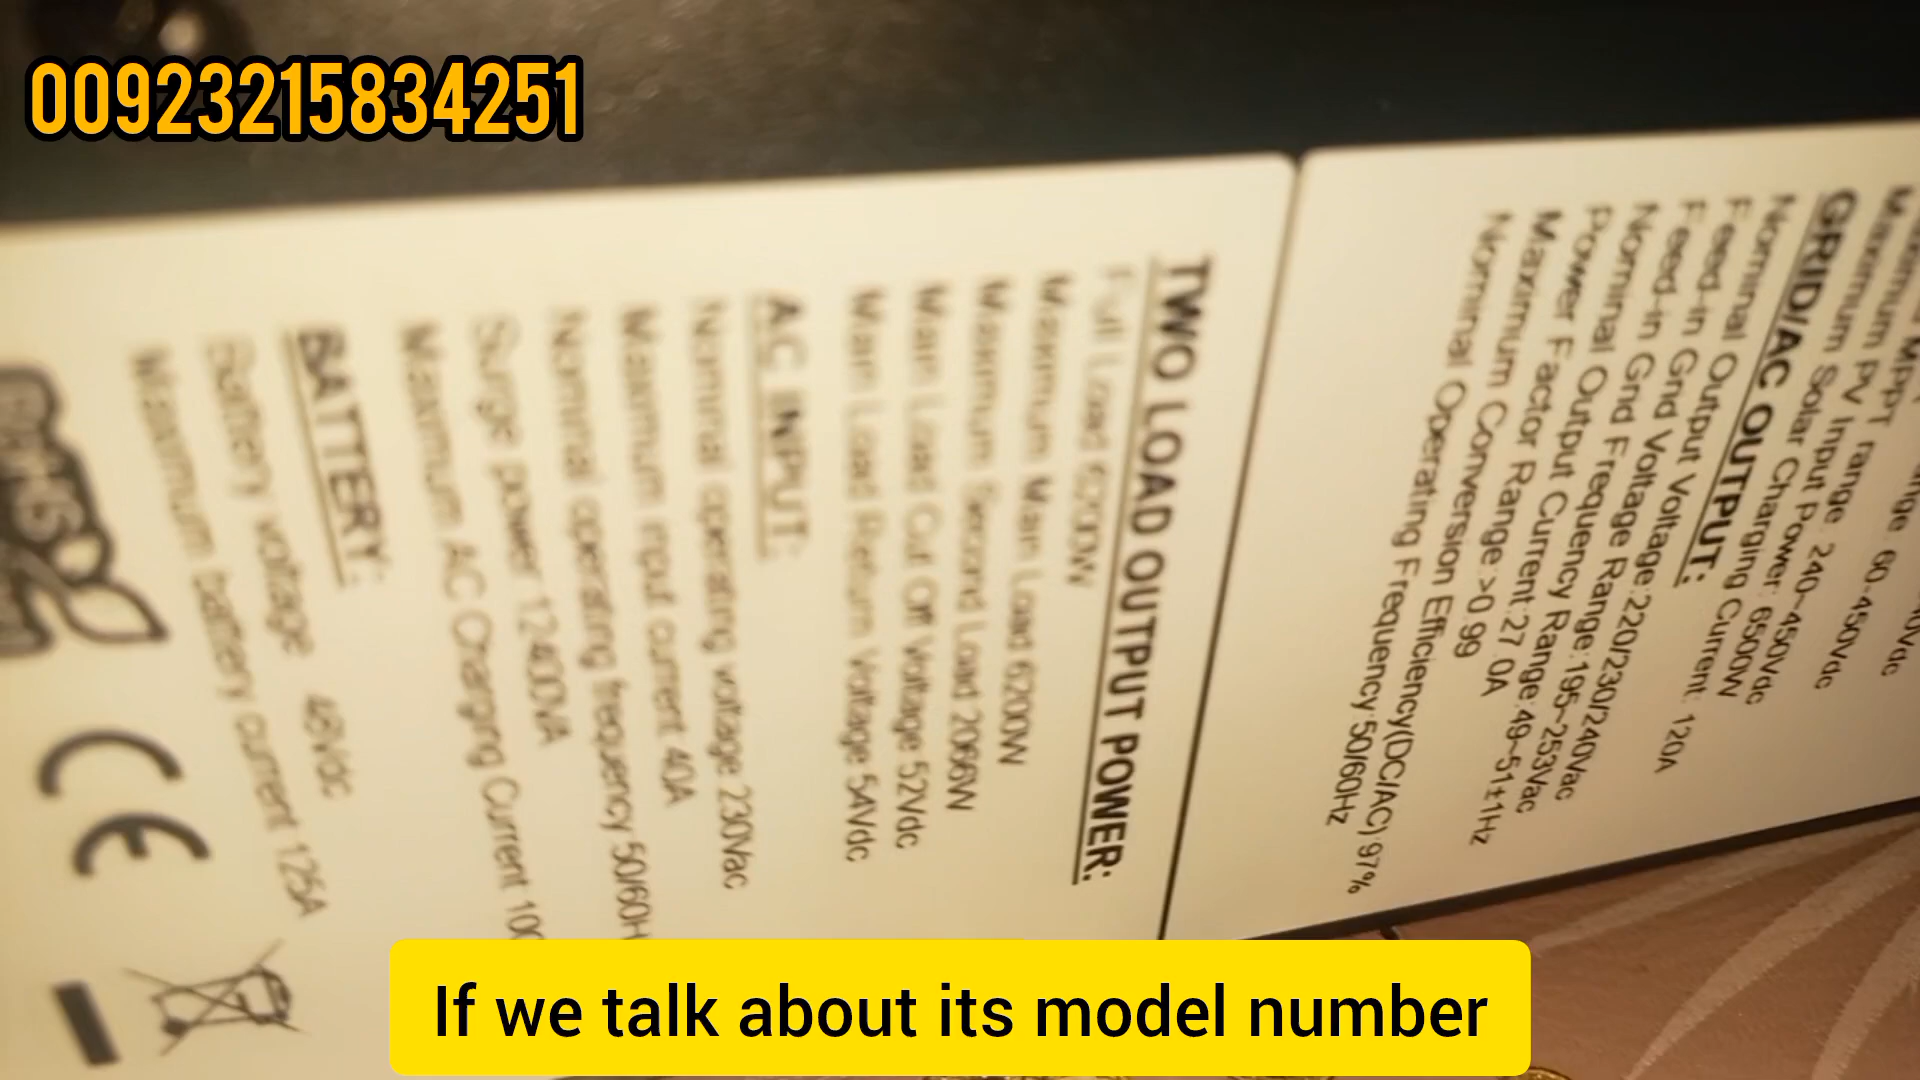 00923215834251
Maximum PV Input range 240~450Vdc
Maximum Solar Charging Power: 6500W
GRID/AC OUTPUT:
Nominal Output Voltage:220/230/240Vac
Feed-in Grid Voltage Range:195~253Vac
Feed-in Grid Frequency Range:49~51±1Hz
Nominal Output Current:27.0A
Power Factor Range:>0.99
Maximum Conversion Efficiency(DC/AC) 97%
Nominal Operating Frequency:50/60Hz
TWO LOAD OUTPUT POWER:
Full Load 6200W
Maximum Main Load 6200W
Maximum Second Load 2066W
Main Load Cut Off Voltage 52Vdc
Main Load Return Voltage 54Vdc
AC INPUT:
Nominal operating voltage 230Vac
Maximum input current 40A
Nominal operating frequency 50/60H
Surge power 12400VA
Maximum AC Charging Current
BATTERY:
Battery voltage 48Vdc
Maximum battery current 125A
RoHS
CE
If we talk about its model number